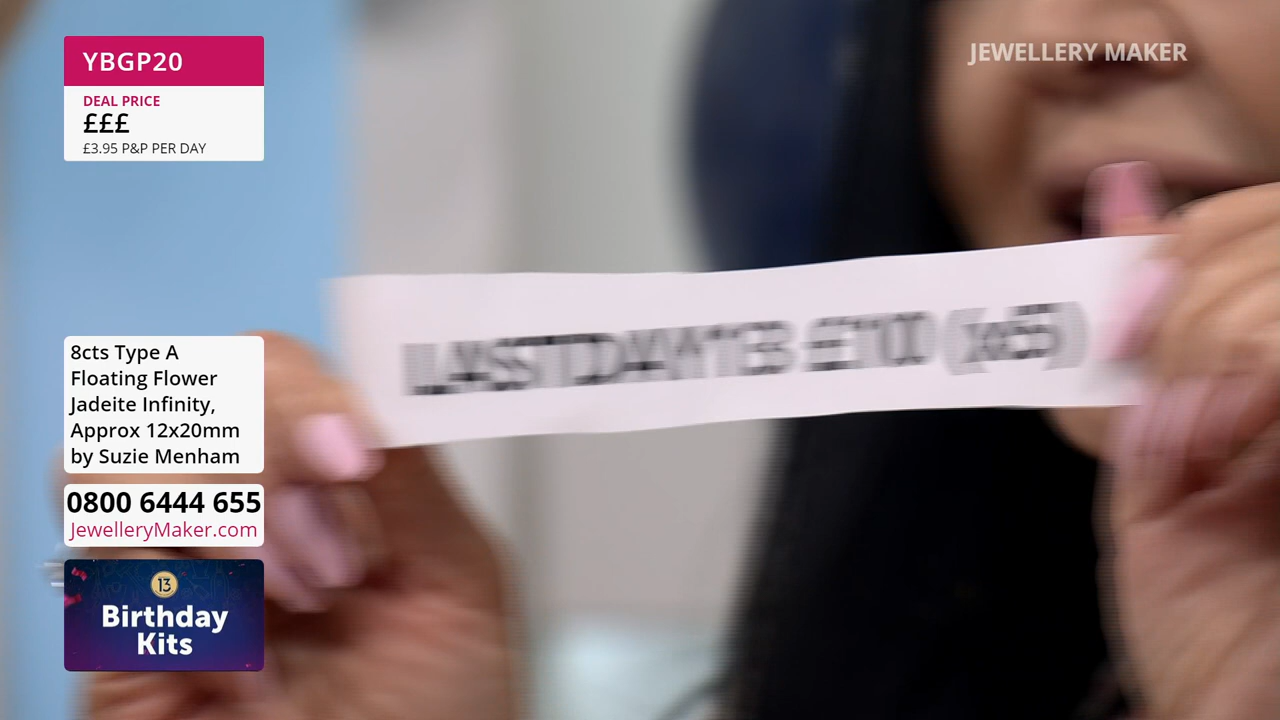 YBGP20
DEAL PRICE
£££
£3.95 P&P PER DAY
JEWELLERY MAKER
8cts Type A
Floating Flower
Jadeite Infinity,
Approx 12x20mm
by Suzie Menham
0800 6444 655
JewelleryMaker.com
13
Birthday
Kits